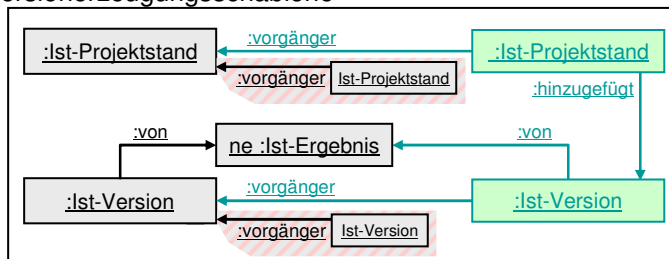 :vorgänger
:Ist-Projektstand
:Ist-Projektstand
:vorgänger
Ist-Projektstand
:hinzugefügt
:von
ne :Ist-Ergebnis
:von
:Ist-Version
:vorgänger
:Ist-Version
:vorgänger
Ist-Version